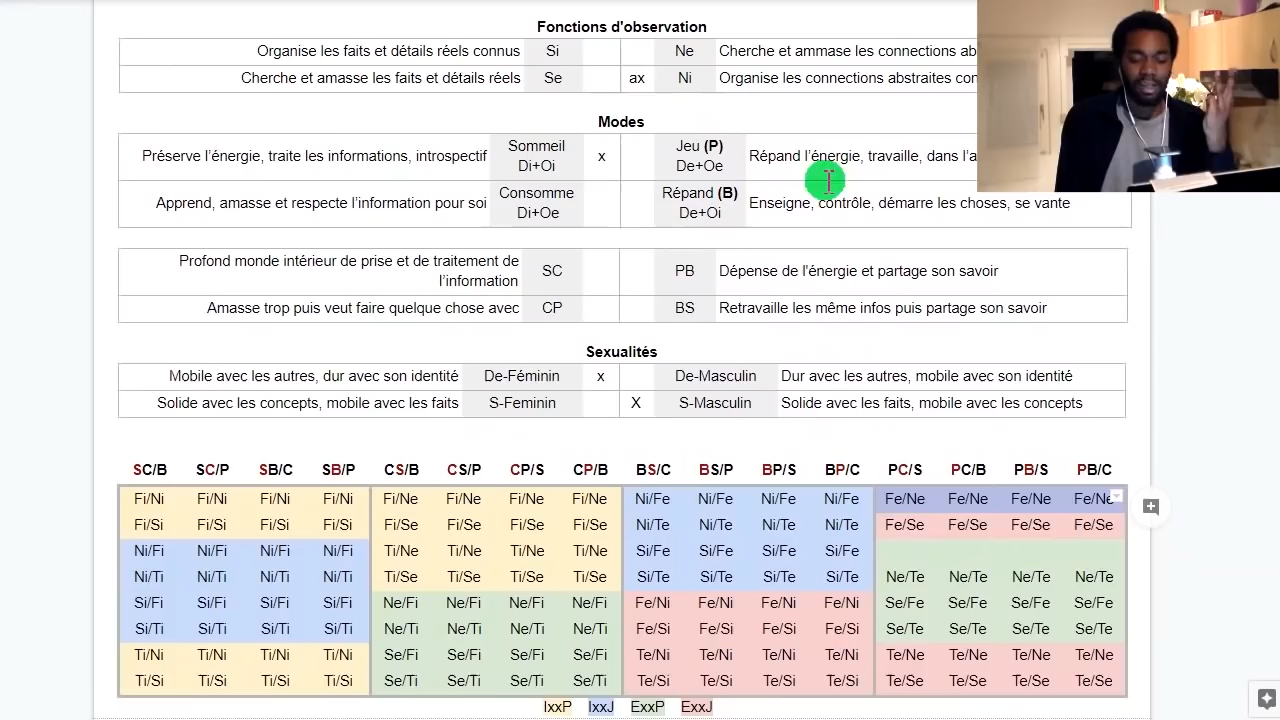 Fonctions d'observation
Organise les faits et détails réels connus Si Ne Cherche et ammase les connections ab
Cherche et amasse les faits et détails réels Se ax Ni Organise les connections abstraites con
Modes
Préserve l’énergie, traite les informations, introspectif Sommeil Di+Oi x Jeu (P) De+Oe Répand l’énergie, travaille, dans l’a
Apprend, amasse et respecte l’information pour soi Consomme Di+Oe Répand (B) De+Oi Enseigne, contrôle, démarre les choses, se vante
Profond monde intérieur de prise et de traitement de l’information SC PB Dépense de l'énergie et partage son savoir
Amasse trop puis veut faire quelque chose avec CP BS Retravaille les même infos puis partage son savoir
Sexualités
Mobile avec les autres, dur avec son identité De-Féminin x De-Masculin Dur avec les autres, mobile avec son identité
Solide avec les concepts, mobile avec les faits S-Feminin X S-Masculin Solide avec les faits, mobile avec les concepts
SC/B SC/P SB/C SB/P CS/B CS/P CP/S CP/B BS/C BS/P BP/S BP/C PC/S PC/B PB/S PB/C
Fi/Ni Fi/Ni Fi/Ni Fi/Ni Fi/Ne Fi/Ne Fi/Ne Fi/Ne Ni/Fe Ni/Fe Ni/Fe Ni/Fe Fe/Ne Fe/Ne Fe/Ne Fe/Ne
Fi/Si Fi/Si Fi/Si Fi/Si Fi/Se Fi/Se Fi/Se Fi/Se Ni/Te Ni/Te Ni/Te Ni/Te Fe/Se Fe/Se Fe/Se Fe/Se
Ni/Fi Ni/Fi Ni/Fi Ni/Fi Ti/Ne Ti/Ne Ti/Ne Ti/Ne Si/Fe Si/Fe Si/Fe Si/Fe
Ni/Ti Ni/Ti Ni/Ti Ni/Ti Ti/Se Ti/Se Ti/Se Ti/Se Si/Te Si/Te Si/Te Si/Te Ne/Te Ne/Te Ne/Te Ne/Te
Si/Fi Si/Fi Si/Fi Si/Fi Ne/Fi Ne/Fi Ne/Fi Ne/Fi Fe/Ni Fe/Ni Fe/Ni Fe/Ni Se/Fe Se/Fe Se/Fe Se/Fe
Si/Ti Si/Ti Si/Ti Si/Ti Ne/Ti Ne/Ti Ne/Ti Ne/Ti Fe/Si Fe/Si Fe/Si Fe/Si Se/Te Se/Te Se/Te Se/Te
Ti/Ni Ti/Ni Ti/Ni Ti/Ni Se/Fi Se/Fi Se/Fi Se/Fi Te/Ni Te/Ni Te/Ni Te/Ni Te/Ne Te/Ne Te/Ne Te/Ne
Ti/Si Ti/Si Ti/Si Ti/Si Se/Ti Se/Ti Se/Ti Se/Ti Te/Si Te/Si Te/Si Te/Si Te/Se Te/Se Te/Se Te/Se
IxxP IxxJ ExxP ExxJ